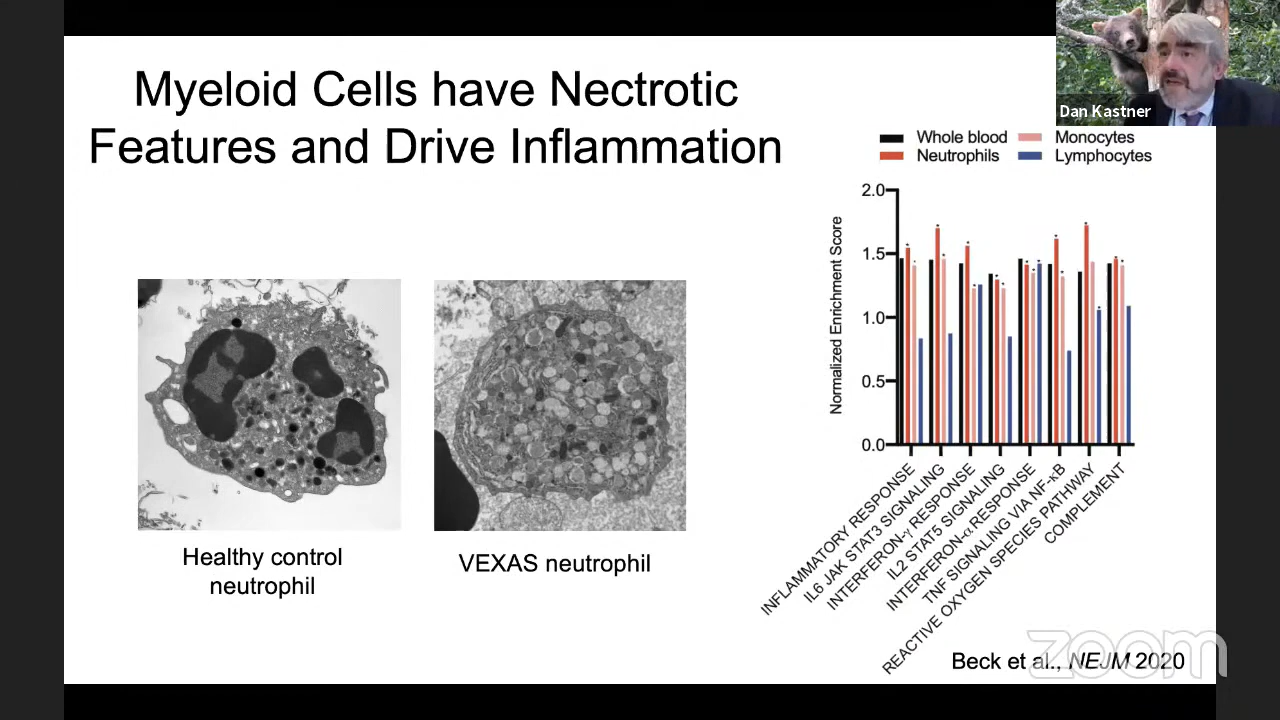 Myeloid Cells have Nectrotic
Features and Drive Inflammation
Dan Kastner
Whole blood
Monocytes
Neutrophils
Lymphocytes
Normalized Enrichment Score
2.0
1.5
1.0
0.5
0.0
INFLAMMATORY RESPONSE
IL6 JAK STAT3 SIGNALING
INTERFERON-γ RESPONSE
IL2 STAT5 SIGNALING
INTERFERON-α RESPONSE
TNF SIGNALING VIA NF-κB
REACTIVE OXYGEN SPECIES PATHWAY
COMPLEMENT
Healthy control
neutrophil
VEXAS neutrophil
Beck et al., NEJM 2020
zoom